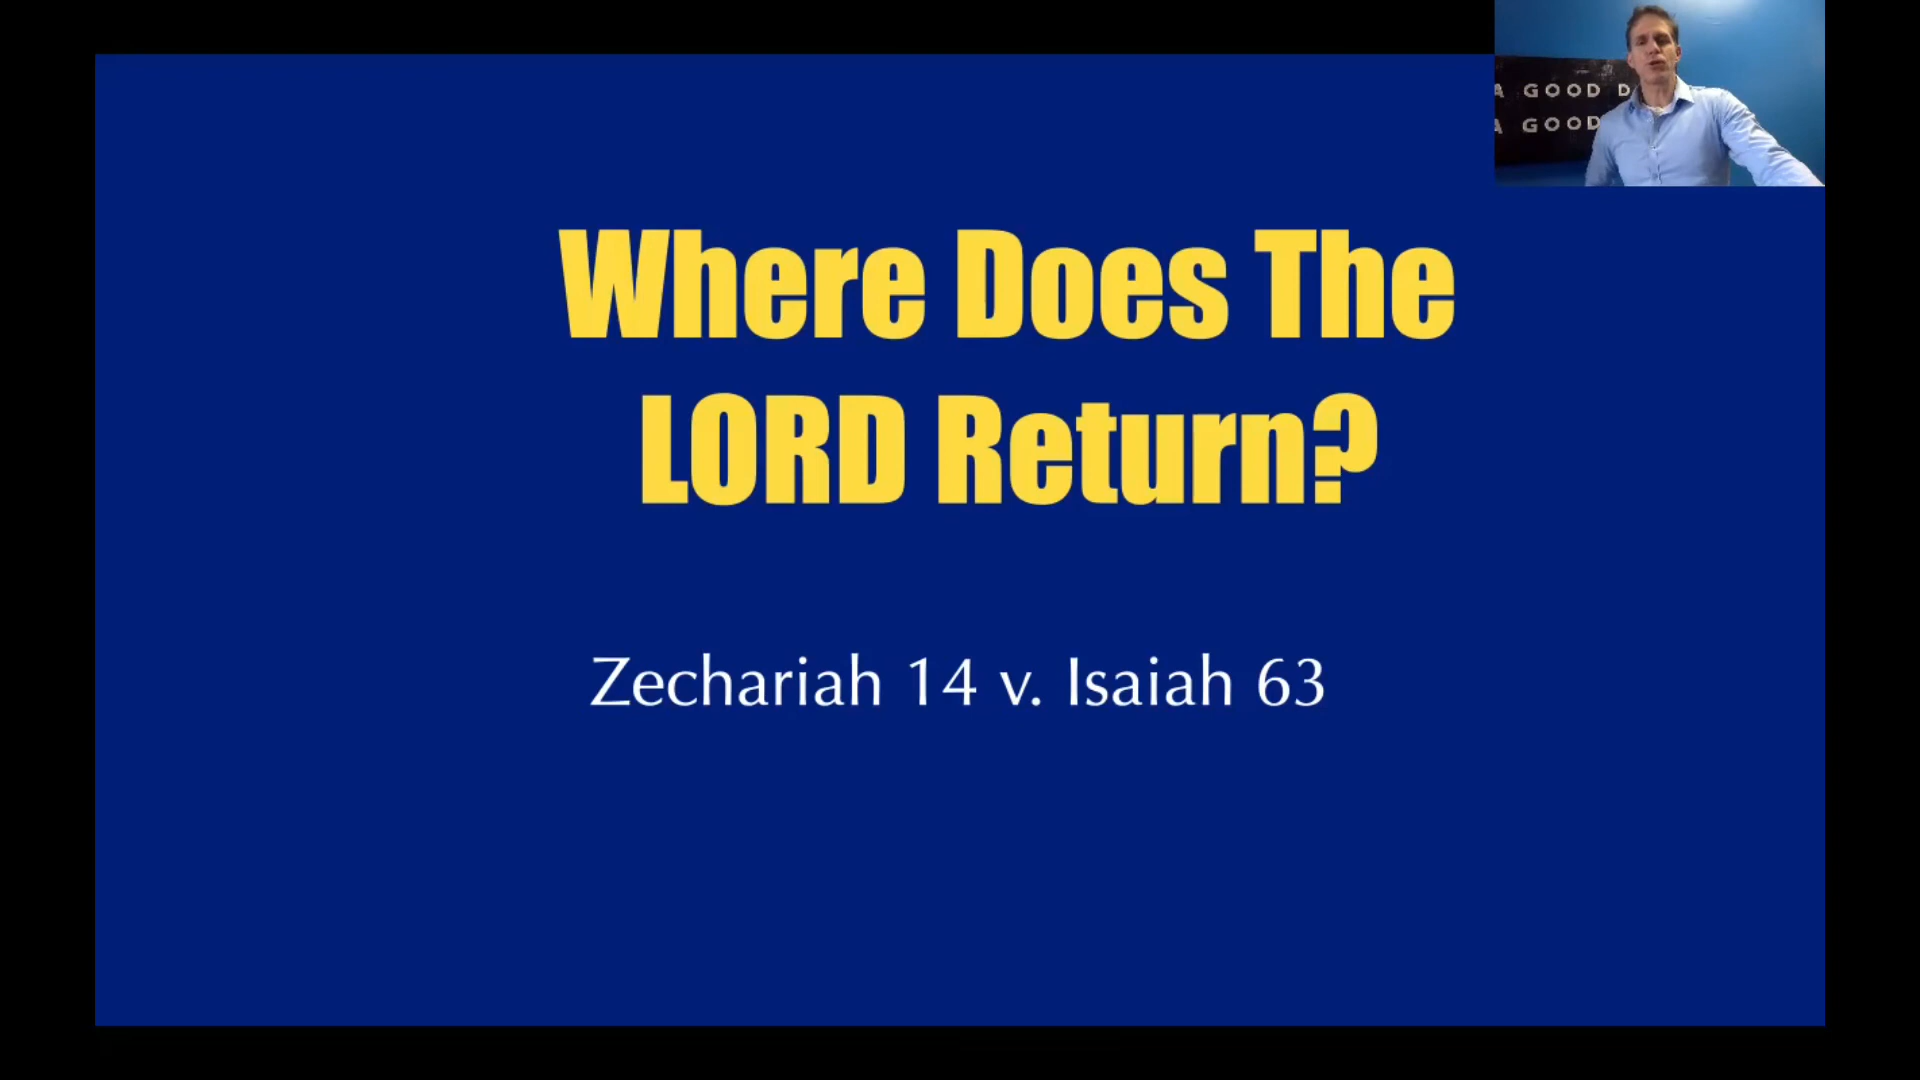 Where Does The
LORD Return?
Zechariah 14 v. Isaiah 63
A GOOD D
A GOOD